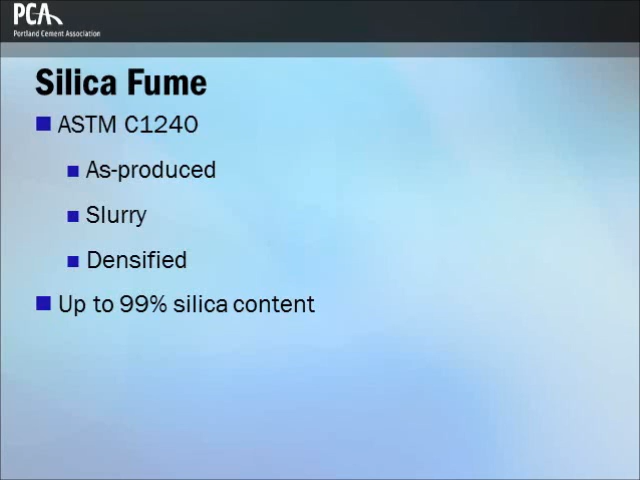 PCA
Portland Cement Association
Silica Fume
ASTM C1240
As-produced
Slurry
Densified
Up to 99% silica content